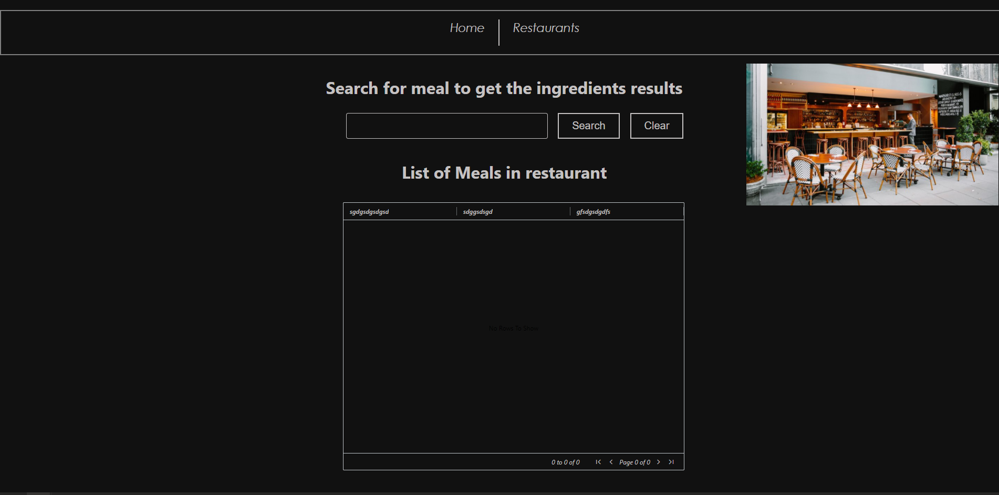 Home
Restaurants
Search for meal to get the ingredients results
Search
Clear
List of Meals in restaurant
sgdgsdgsdgsd
sdggsdsgd
gfsdgsdgdfs
No Rows To Show
0 to 0 of 0
Page 0 of 0